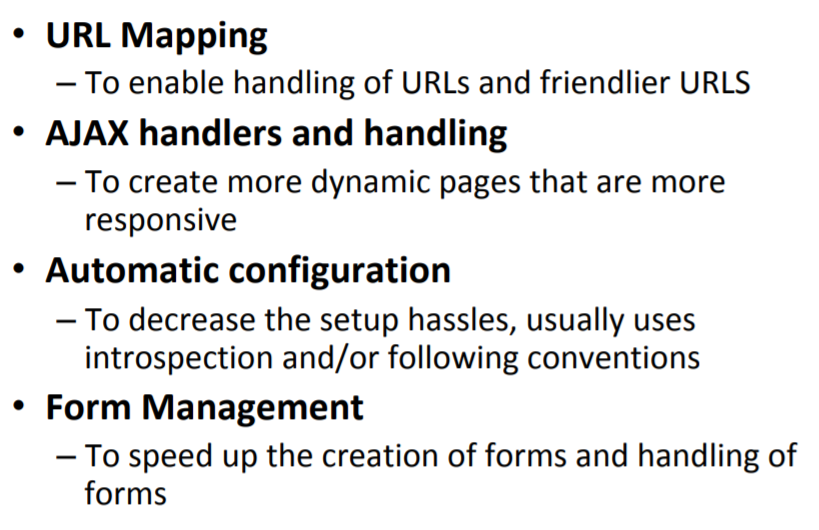 • URL Mapping
– To enable handling of URLs and friendlier URLS
• AJAX handlers and handling
– To create more dynamic pages that are more
responsive
• Automatic configuration
– To decrease the setup hassles, usually uses
introspection and/or following conventions
• Form Management
– To speed up the creation of forms and handling of
forms